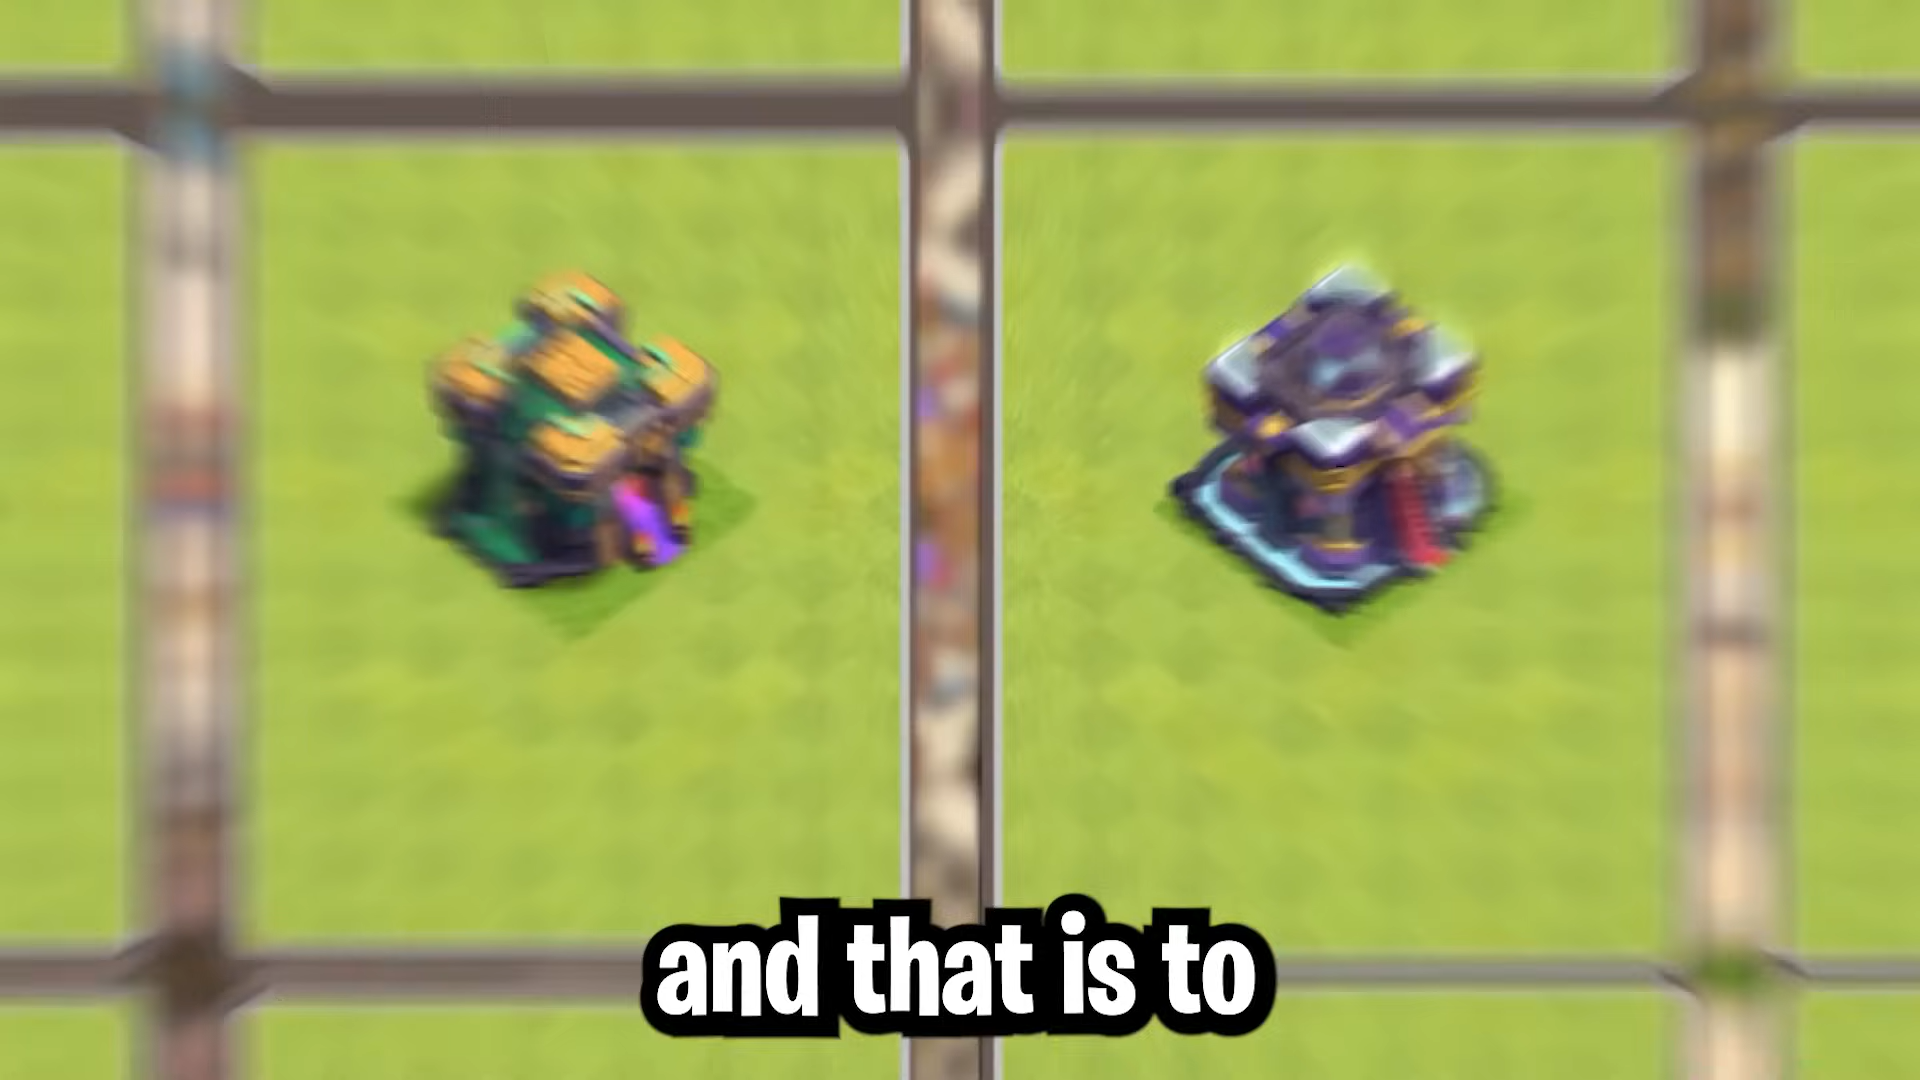 and that is to